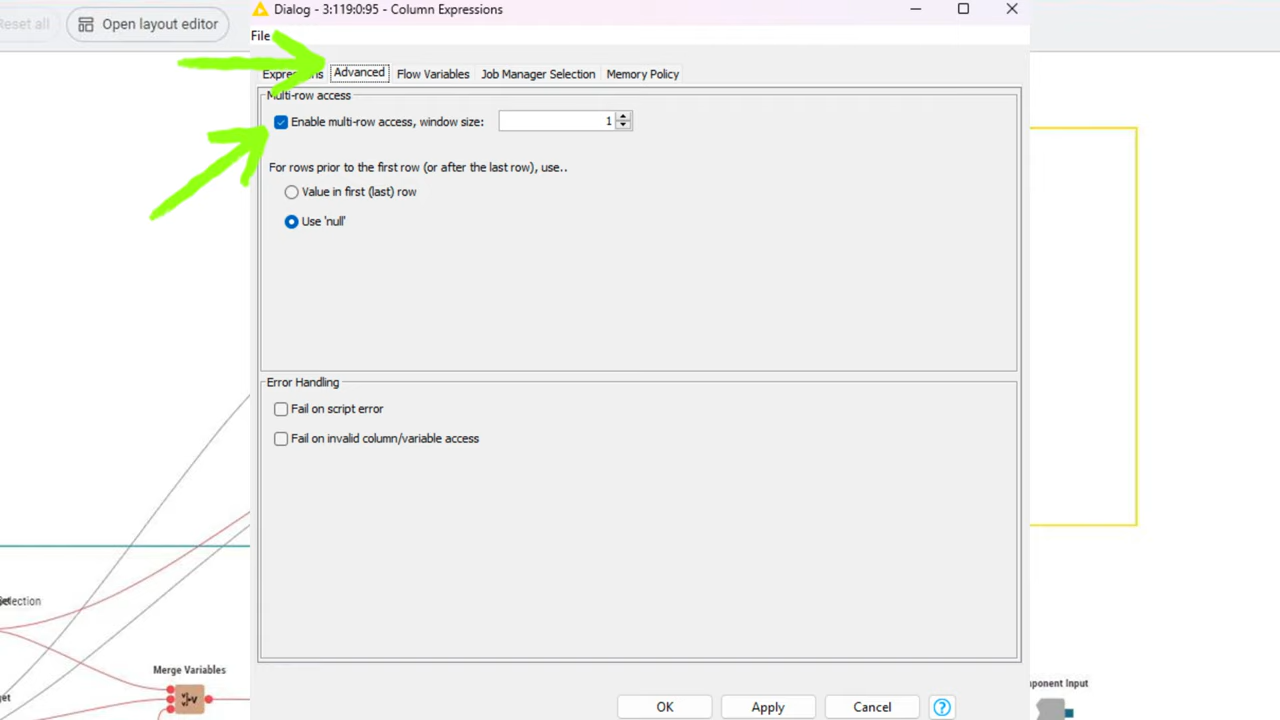 Reset all
Open layout editor
Dialog - 3:119:0:95 - Column Expressions
File
Expressions Advanced Flow Variables Job Manager Selection Memory Policy
Multi-row access
Enable multi-row access, window size: 1
For rows prior to the first row (or after the last row), use..
Value in first (last) row
Use 'null'
Error Handling
Fail on script error
Fail on invalid column/variable access
Merge Variables
OK Apply Cancel ?
Input